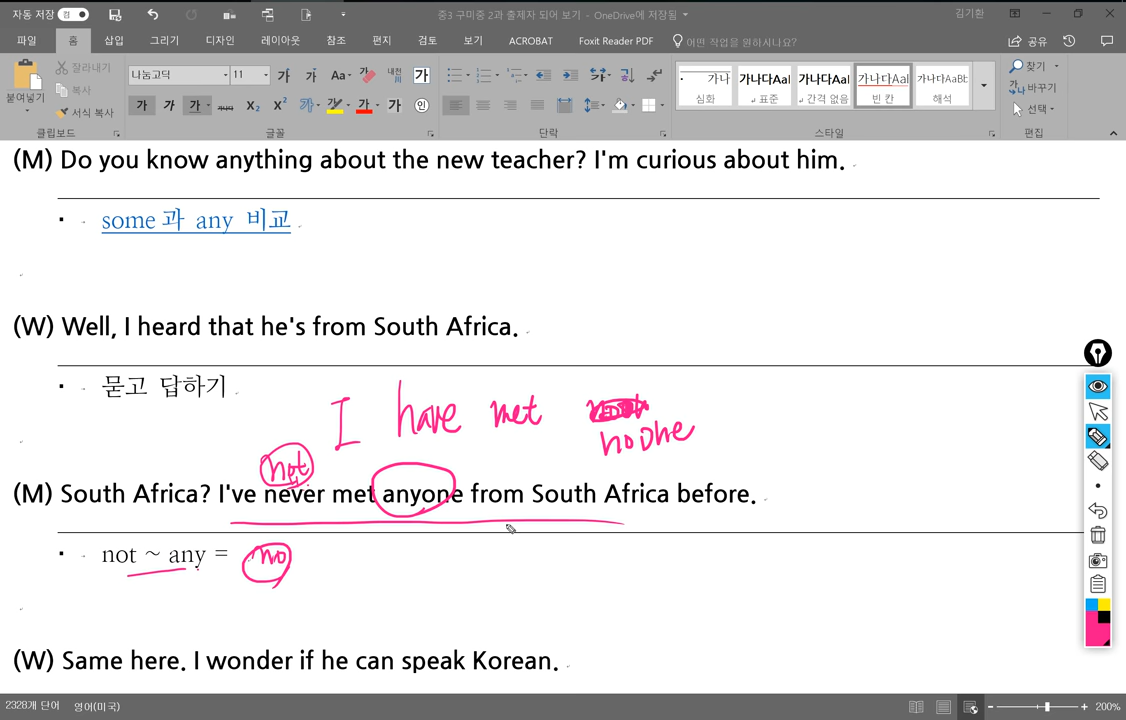 자동 저장 컴 중3 구미중 2과 출제자 되어 보기 - OneDrive에 저장됨 김기환
파일 홈 삽입 그리기 디자인 레이아웃 참조 편지 검토 보기 ACROBAT Foxit Reader PDF 어떤 작업을 원하시나요? 공유
붙여넣기 잘라내기 복사 서식 복사 나눔고딕 11 가나 가나다AaI 가나다AaI 가나다AaI 가나다AaBb 찾기 바꾸기 선택
심화 표준 간격 없음 빈 칸 해석
클립보드 글꼴 단락 스타일 편집
(M) Do you know anything about the new teacher? I'm curious about him.
some과 any 비교
(W) Well, I heard that he's from South Africa.
묻고 답하기
I have met
noone
not
(M) South Africa? I've never met anyone from South Africa before.
not ~ any = no
(W) Same here. I wonder if he can speak Korean.
2328개 단어 영어(미국) 200%